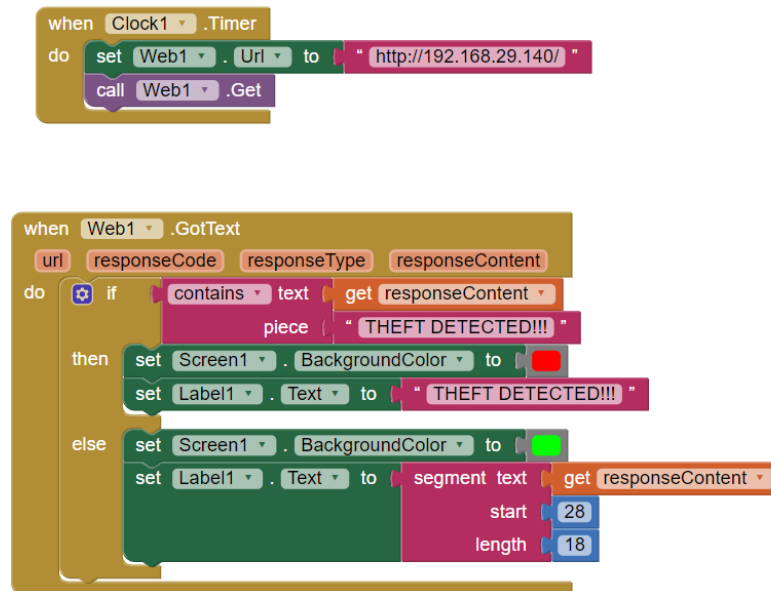 when Clock1 .Timer
do set Web1 . Url to " http://192.168.29.140/ "
call Web1 .Get
when Web1 .GotText
url responseCode responseType responseContent
do if contains text get responseContent
piece " THEFT DETECTED!!! "
then set Screen1 . BackgroundColor to
set Label1 . Text to " THEFT DETECTED!!! "
else set Screen1 . BackgroundColor to
set Label1 . Text to segment text get responseContent
start 28
length 18